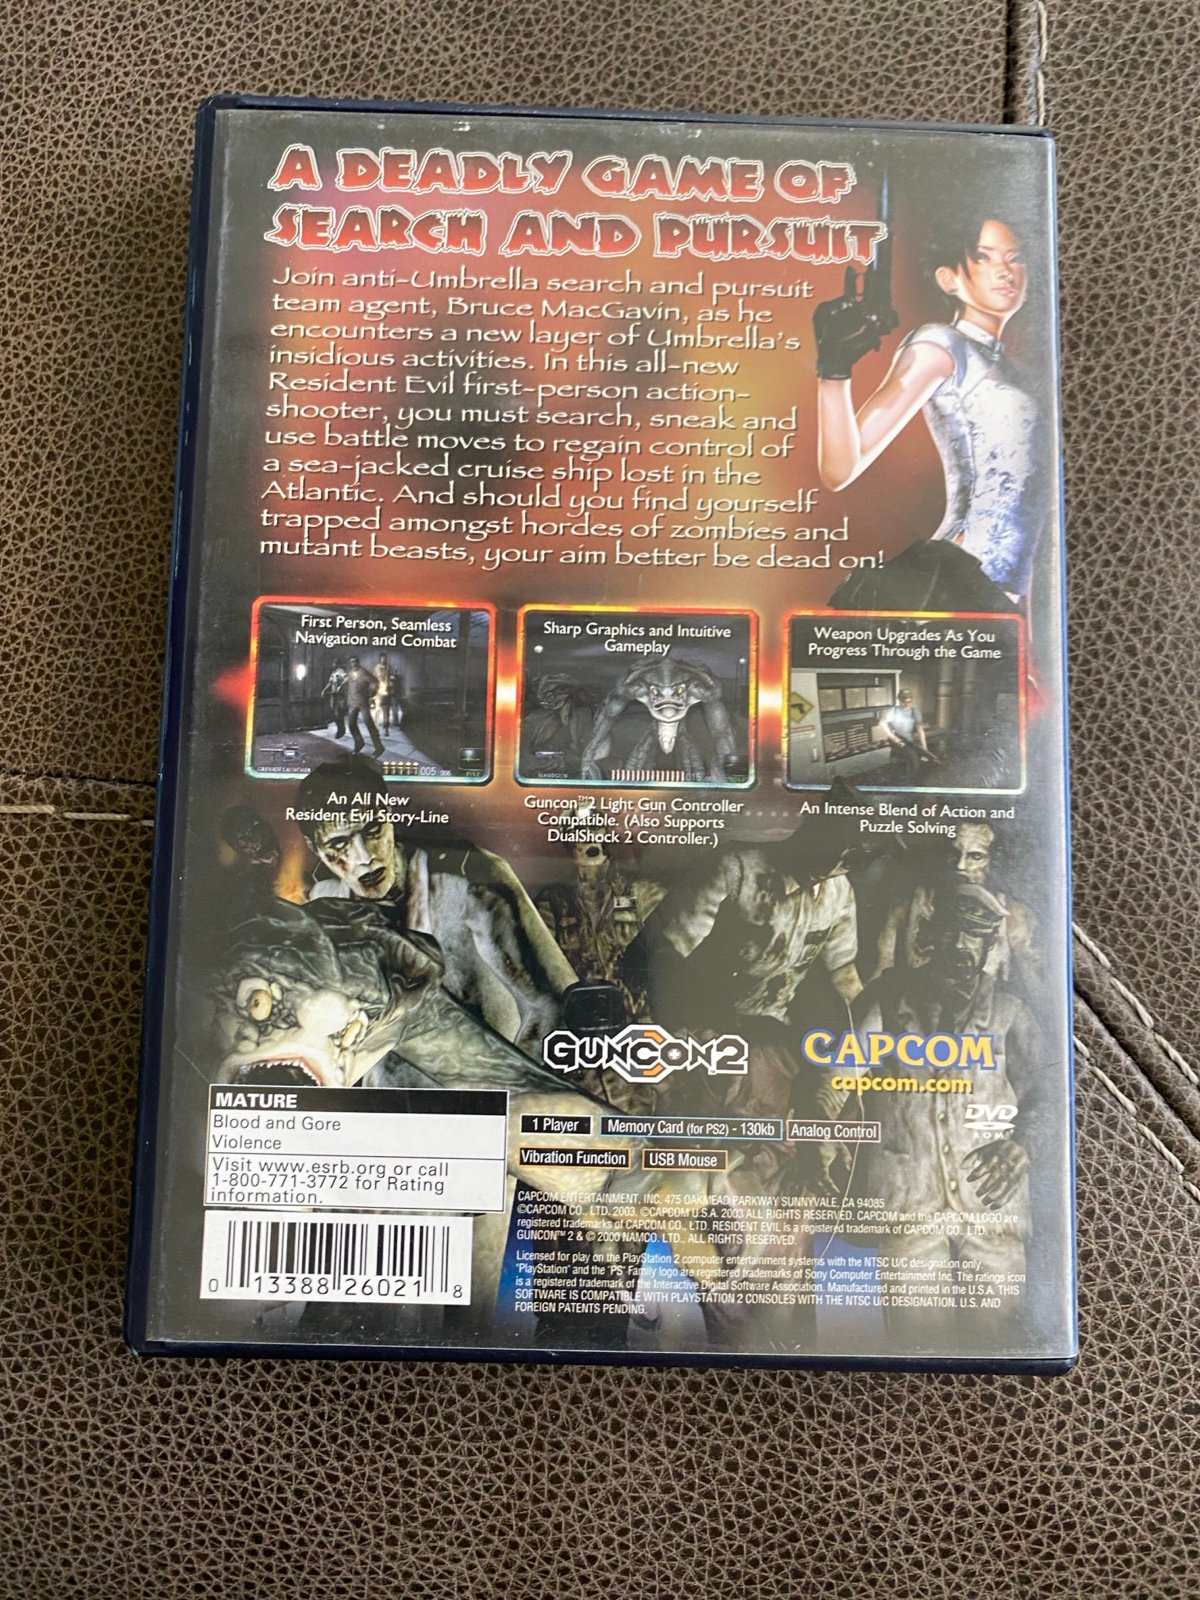 A DEADLY GAME OF
SEARCH AND PURSUIT
Join anti-Umbrella search and pursuit
team agent, Bruce MacGavin, as he
encounters a new layer of Umbrella's
insidious activities. In this all-new
Resident Evil first-person action-
shooter, you must search, sneak and
use battle moves to regain control of
a sea-jacked cruise ship lost in the
Atlantic. And should you find yourself
trapped amongst hordes of zombies and
mutant beasts, your aim better be dead on!
First Person, Seamless
Navigation and Combat
GRENADE LAUNCHER
005
An All New
Resident Evil Story-Line
Sharp Graphics and Intuitive
Gameplay
HANDGUN
015
Guncon™2 Light Gun Controller
Compatible. (Also Supports
DualShock 2 Controller.)
Weapon Upgrades As You
Progress Through the Game
An Intense Blend of Action and
Puzzle Solving
GUNCON2
CAPCOM
capcom.com
MATURE
Blood and Gore
Violence
Visit www.esrb.org or call
1-800-771-3772 for Rating
information.
1 Player
Memory Card (for PS2) - 130kb
Analog Control
Vibration Function
USB Mouse
DVD
ROM
CAPCOM ENTERTAINMENT, INC. 475 OAKMEAD PARKWAY SUNNYVALE, CA 94085
©CAPCOM CO., LTD. 2003. ©CAPCOM U.S.A. 2003 ALL RIGHTS RESERVED. CAPCOM and the CAPCOM LOGO are
registered trademarks of CAPCOM CO., LTD. RESIDENT EVIL is a registered trademark of CAPCOM CO., LTD.
GUNCON™ 2 & © 2000 NAMCO. LTD., ALL RIGHTS RESERVED.
Licensed for play on the PlayStation 2 computer entertainment systems with the NTSC U/C designation only.
"PlayStation" and the "PS" Family logo are registered trademarks of Sony Computer Entertainment Inc. The ratings icon
is a registered trademark of the Interactive Digital Software Association. Manufactured and printed in the U.S.A. THIS
SOFTWARE IS COMPATIBLE WITH PLAYSTATION 2 CONSOLES WITH THE NTSC U/C DESIGNATION. U.S. AND
FOREIGN PATENTS PENDING.
0 13388 26021 8